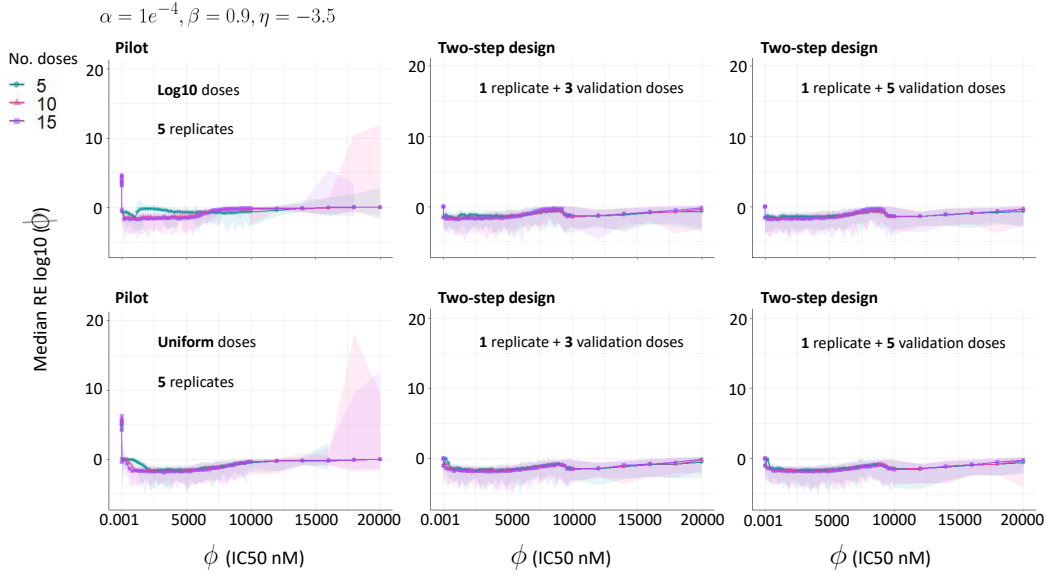 α = 1e⁻⁴, β = 0.9, η = −3.5
No. doses
5
10
15
Median RE log10 (ϕ)
Pilot
Log10 doses
5 replicates
20
10
0
Two-step design
1 replicate + 3 validation doses
20
10
0
Two-step design
1 replicate + 5 validation doses
20
10
0
Pilot
Uniform doses
5 replicates
20
10
0
0.001 5000 10000 20000
ϕ (IC50 nM)
Two-step design
1 replicate + 3 validation doses
20
10
0
0.001 5000 10000 20000
ϕ (IC50 nM)
Two-step design
1 replicate + 5 validation doses
20
10
0
0.001 5000 10000 20000
ϕ (IC50 nM)